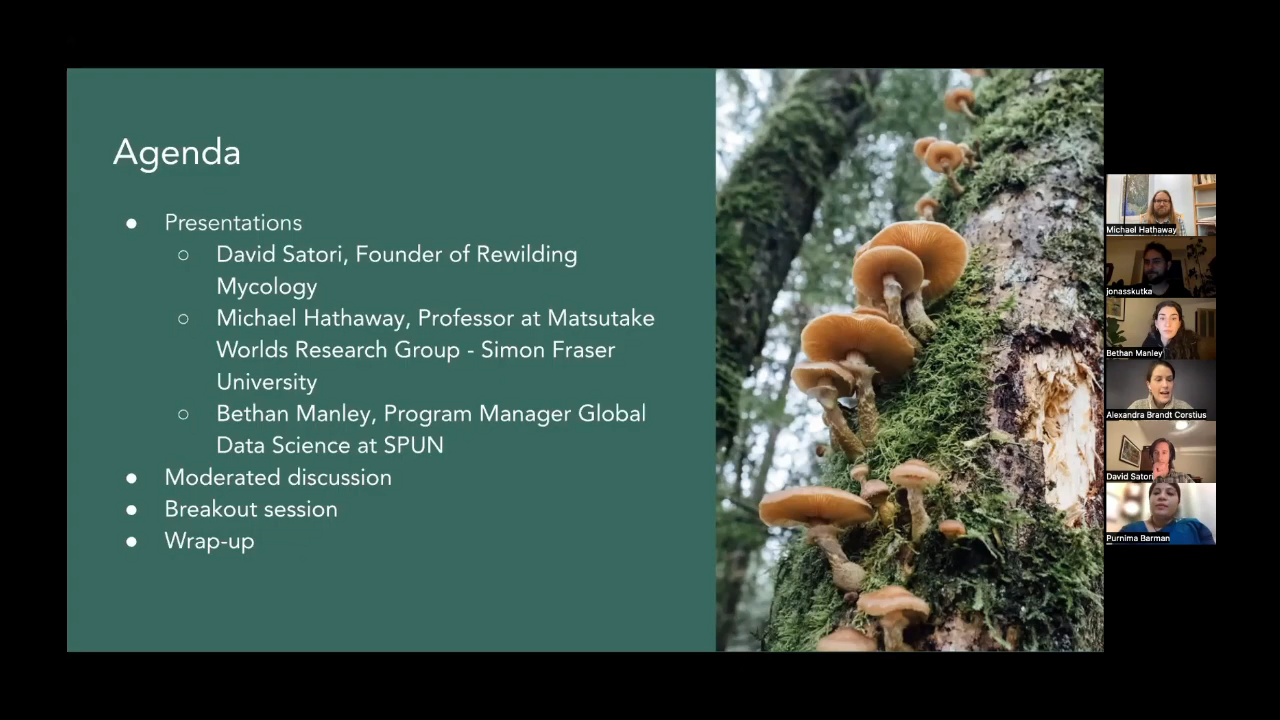 Agenda
● Presentations
○ David Satori, Founder of Rewilding
Mycology
○ Michael Hathaway, Professor at Matsutake
Worlds Research Group - Simon Fraser
University
○ Bethan Manley, Program Manager Global
Data Science at SPUN
● Moderated discussion
● Breakout session
● Wrap-up
Michael Hathaway
jonasskutka
Bethan Manley
Alexandra Brandt Corstius
David Satori
Purnima Barman